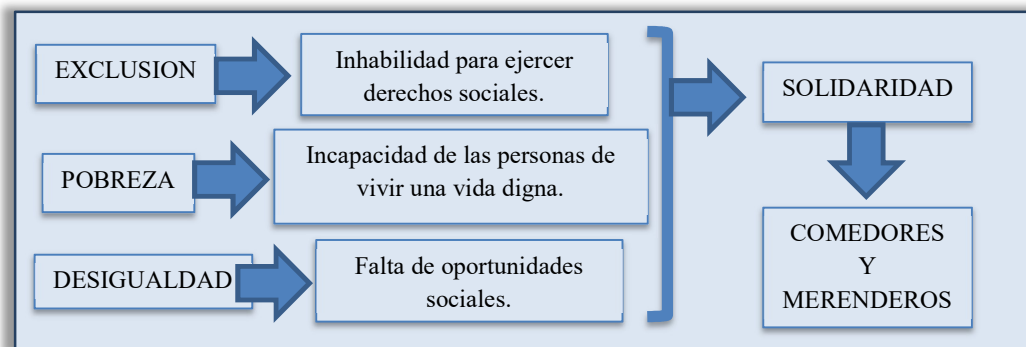 EXCLUSION
Inhabilidad para ejercer
derechos sociales.
POBREZA
Incapacidad de las personas de
vivir una vida digna.
DESIGUALDAD
Falta de oportunidades
sociales.
SOLIDARIDAD
COMEDORES
Y
MERENDEROS